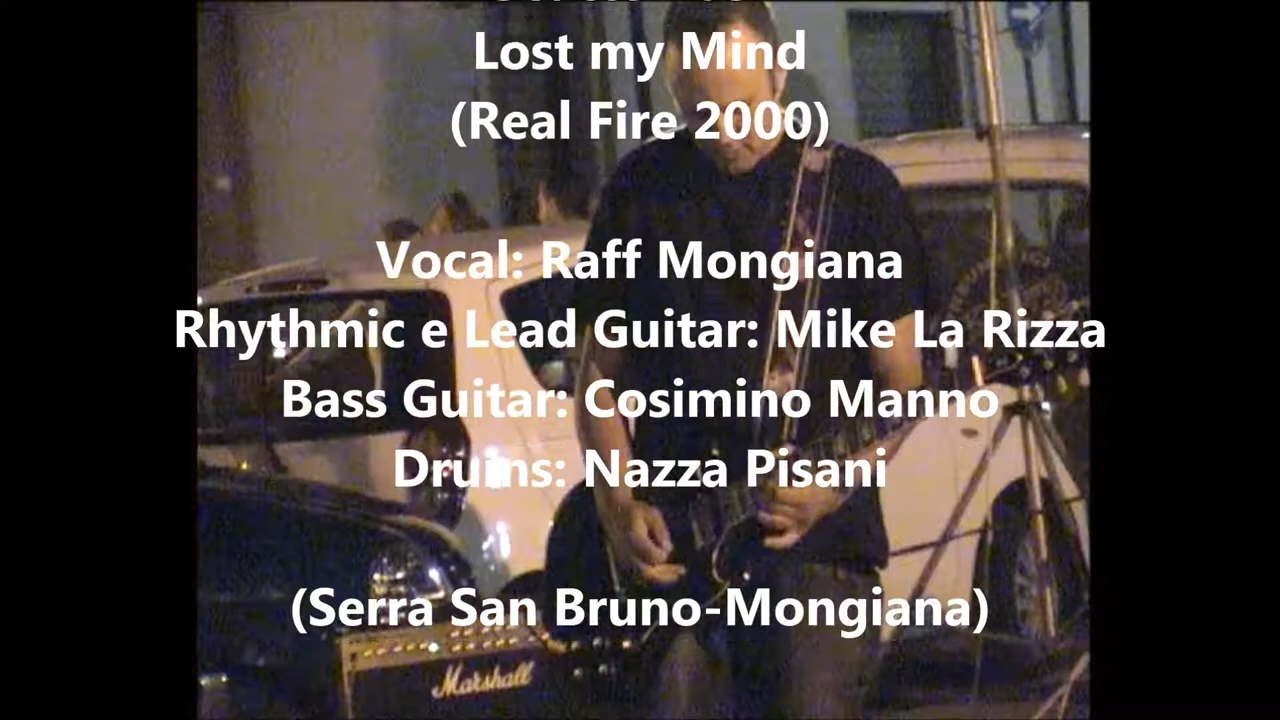 Lost my Mind
(Real Fire 2000)
Vocal: Raff Mongiana
Rhythmic e Lead Guitar: Mike La Rizza
Bass Guitar: Cosimino Manno
Drums: Nazza Pisani
(Serra San Bruno-Mongiana)
Marshall